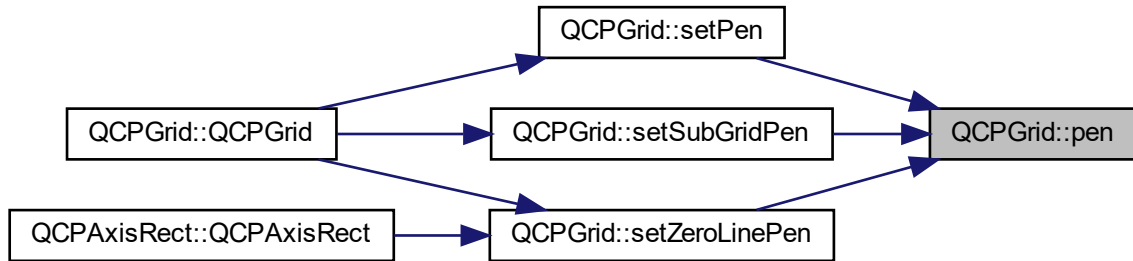 QCPGrid::setPen
QCPGrid::QCPGrid
QCPGrid::setSubGridPen
QCPGrid::pen
QCPAxisRect::QCPAxisRect
QCPGrid::setZeroLinePen